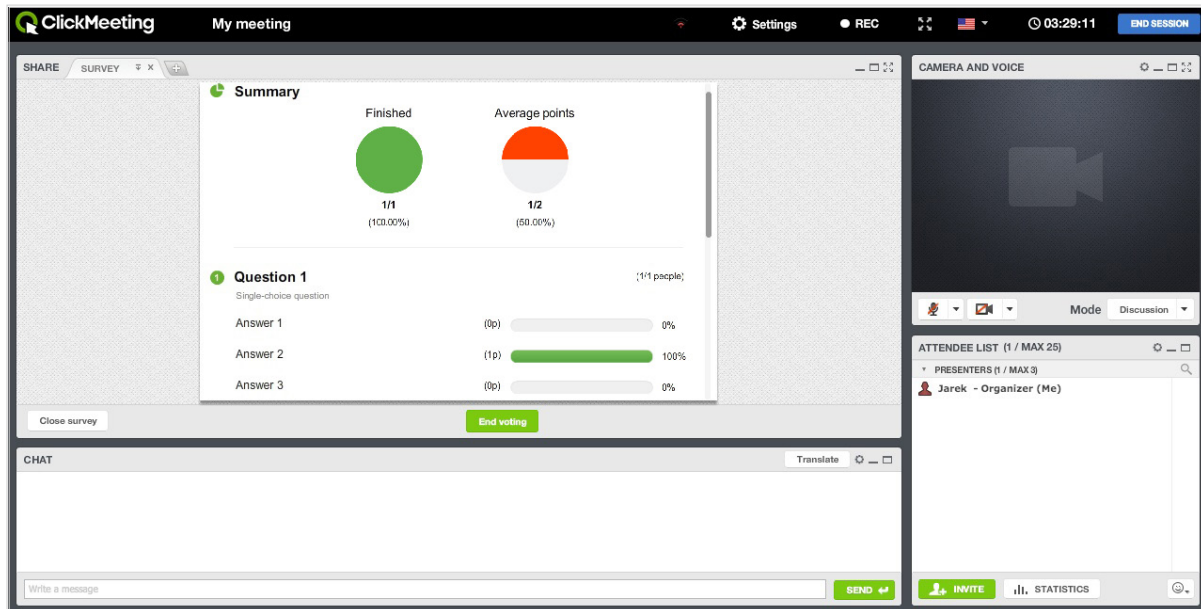 ClickMeeting My meeting Settings REC 03:29:11 END SESSION
SHARE SURVEY
Summary
Finished Average points
1/1 1/2
(100.00%) (50.00%)
1 Question 1 (1/1 people)
Single-choice question
Answer 1 (0p) 0%
Answer 2 (1p) 100%
Answer 3 (0p) 0%
Close survey End voting
CHAT Translate
Write a message SEND
CAMERA AND VOICE
Mode Discussion
ATTENDEE LIST (1 / MAX 25)
PRESENTERS (1 / MAX 3)
Jarek - Organizer (Me)
INVITE STATISTICS